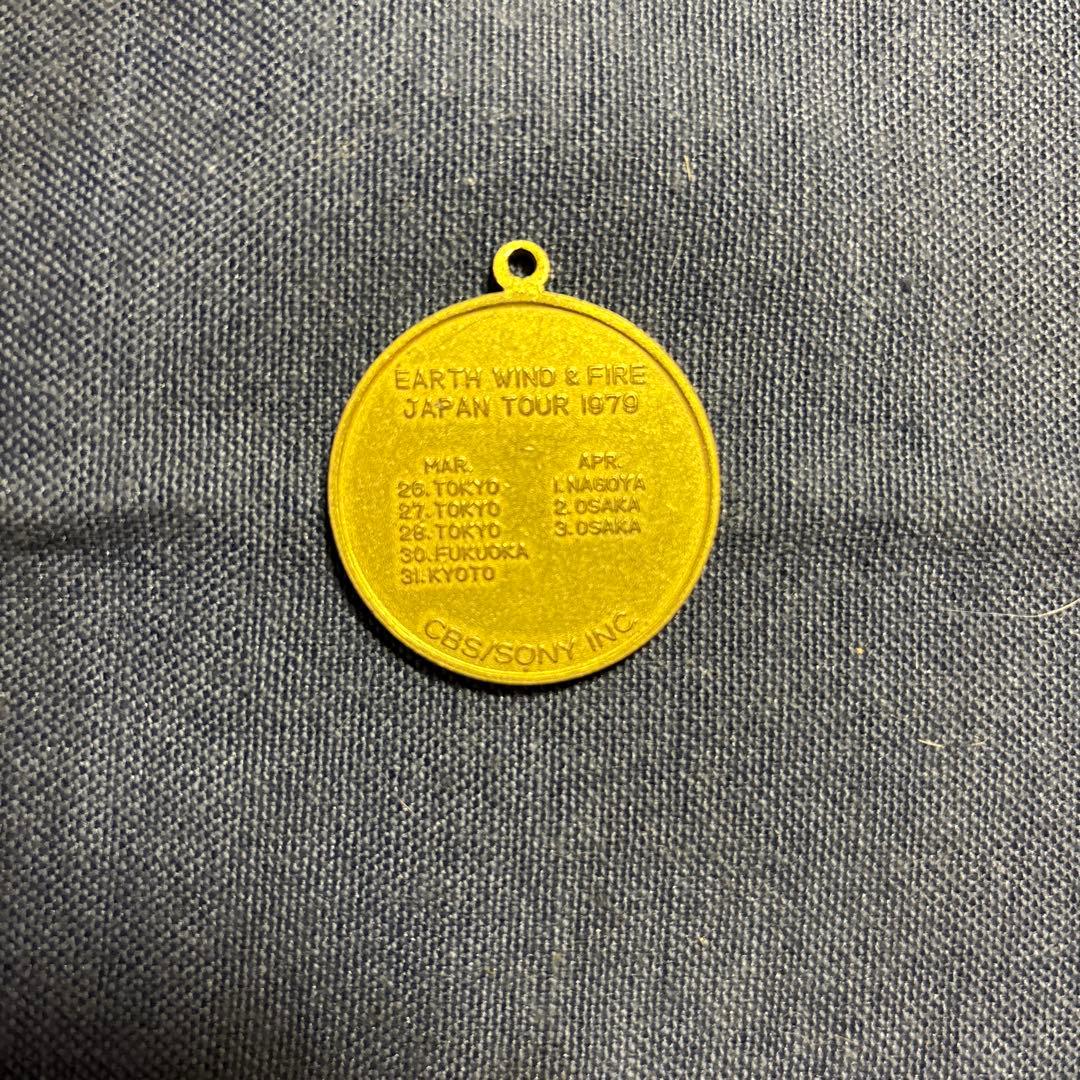 EARTH WIND & FIRE
JAPAN TOUR 1979
MAR.
26.TOKYO
27.TOKYO
28.TOKYO
30.FUKUOKA
31.KYOTO
APR.
1.NAGOYA
2.OSAKA
3.OSAKA
CBS/SONY INC.